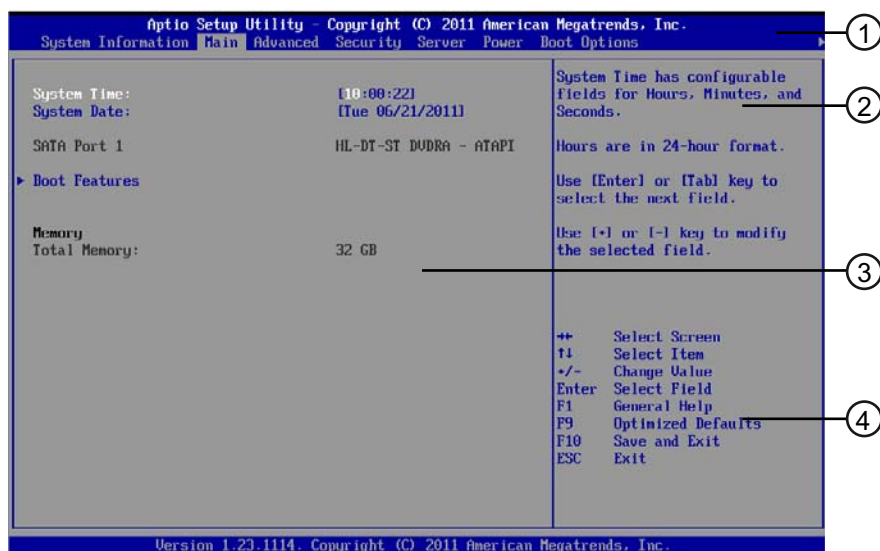 Aptio Setup Utility - Copyright (C) 2011 American Megatrends, Inc.
System Information Main Advanced Security Server Power Boot Options
1
System Time: [10:00:22]
System Date: [Tue 06/21/2011]
SATA Port 1 HL-DT-ST DVDRA - ATAPI
Boot Features
Memory
Total Memory: 32 GB
System Time has configurable
fields for Hours, Minutes, and
Seconds.
2
Hours are in 24-hour format.
Use [Enter] or [Tab] key to
select the next field.
Use [+] or [-] key to modify
the selected field.
3
→← Select Screen
↑↓ Select Item
+/- Change Value
Enter Select Field
F1 General Help
F9 Optimized Defaults
F10 Save and Exit
ESC Exit
4
Version 1.23.1114. Copyright (C) 2011 American Megatrends, Inc.